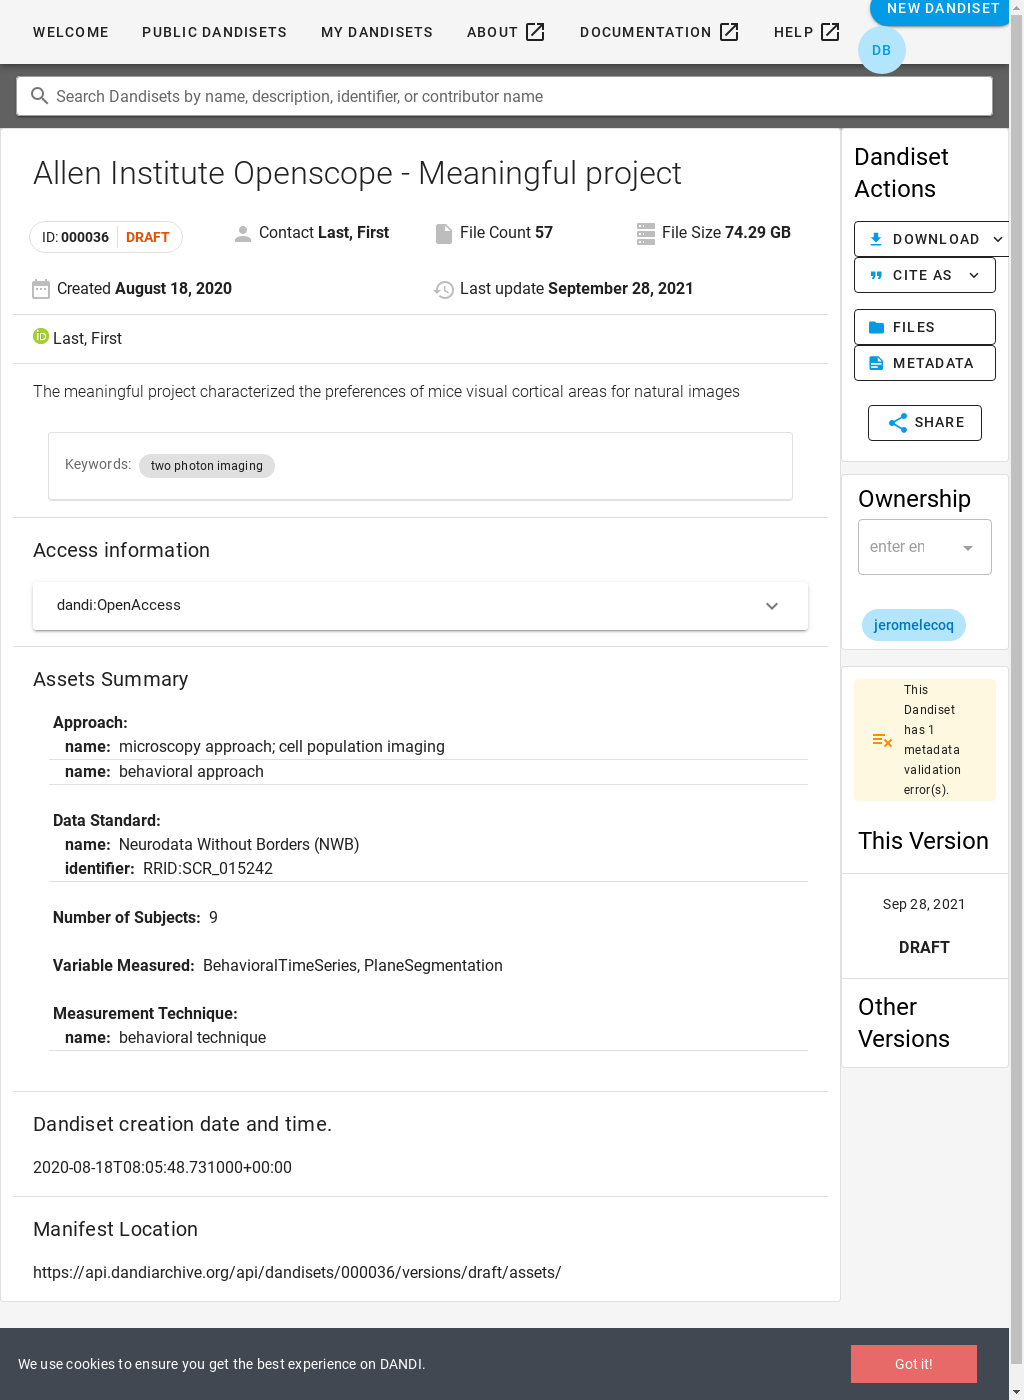 WELCOME PUBLIC DANDISETS MY DANDISETS ABOUT DOCUMENTATION HELP NEW DANDISET
DB
Search Dandisets by name, description, identifier, or contributor name
Allen Institute Openscope - Meaningful project
ID: 000036 DRAFT
Contact Last, First
File Count 57
File Size 74.29 GB
Created August 18, 2020
Last update September 28, 2021
Last, First
The meaningful project characterized the preferences of mice visual cortical areas for natural images
Keywords: two photon imaging
Access information
dandi:OpenAccess
Assets Summary
Approach:
name: microscopy approach; cell population imaging
name: behavioral approach
Data Standard:
name: Neurodata Without Borders (NWB)
identifier: RRID:SCR_015242
Number of Subjects: 9
Variable Measured: BehavioralTimeSeries, PlaneSegmentation
Measurement Technique:
name: behavioral technique
Dandiset creation date and time.
2020-08-18T08:05:48.731000+00:00
Manifest Location
https://api.dandiarchive.org/api/dandisets/000036/versions/draft/assets/
Dandiset
Actions
DOWNLOAD
CITE AS
FILES
METADATA
SHARE
Ownership
enter en
jeromelecoq
This
Dandiset
has 1
metadata
validation
error(s).
This Version
Sep 28, 2021
DRAFT
Other
Versions
We use cookies to ensure you get the best experience on DANDI.
Got it!